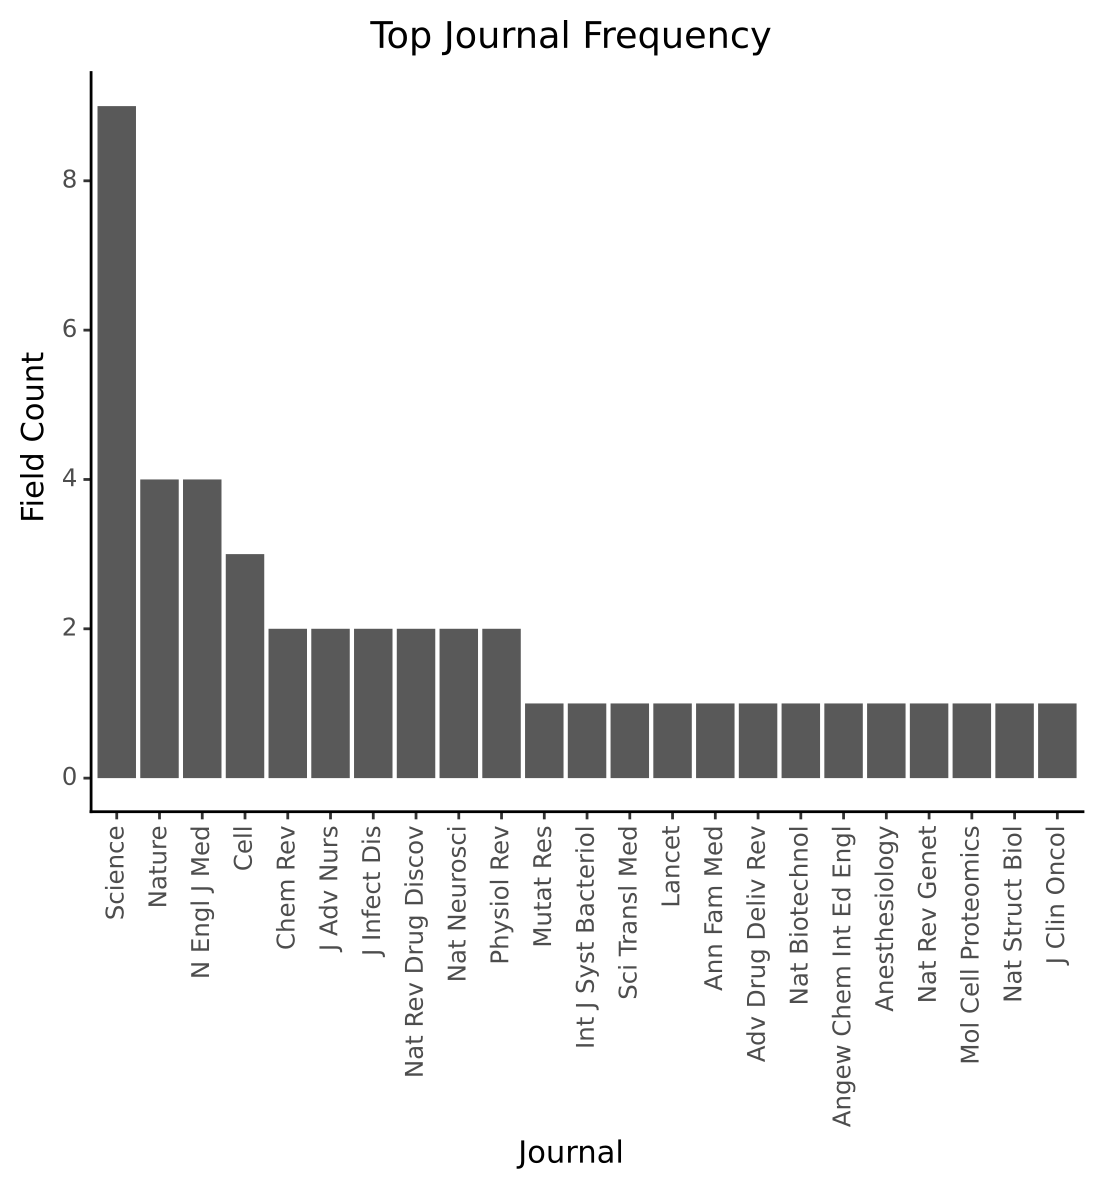 Top Journal Frequency
Field Count
8
6
4
2
0
Science
Nature
N Engl J Med
Cell
Chem Rev
J Adv Nurs
J Infect Dis
Nat Rev Drug Discov
Nat Neurosci
Physiol Rev
Mutat Res
Int J Syst Bacteriol
Sci Transl Med
Lancet
Ann Fam Med
Adv Drug Deliv Rev
Nat Biotechnol
Angew Chem Int Ed Engl
Anesthesiology
Nat Rev Genet
Mol Cell Proteomics
Nat Struct Biol
J Clin Oncol
Journal